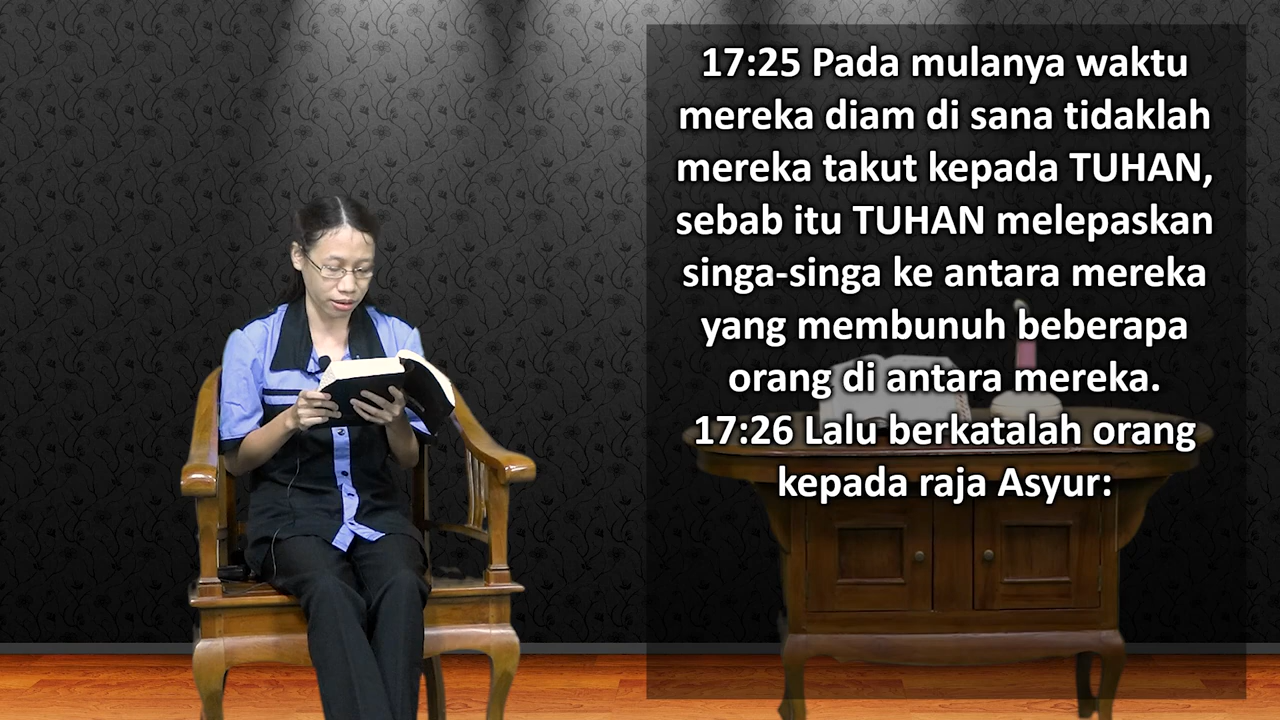 17:25 Pada mulanya waktu
mereka diam di sana tidaklah
mereka takut kepada TUHAN,
sebab itu TUHAN melepaskan
singa-singa ke antara mereka
yang membunuh beberapa
orang di antara mereka.
17:26 Lalu berkatalah orang
kepada raja Asyur: